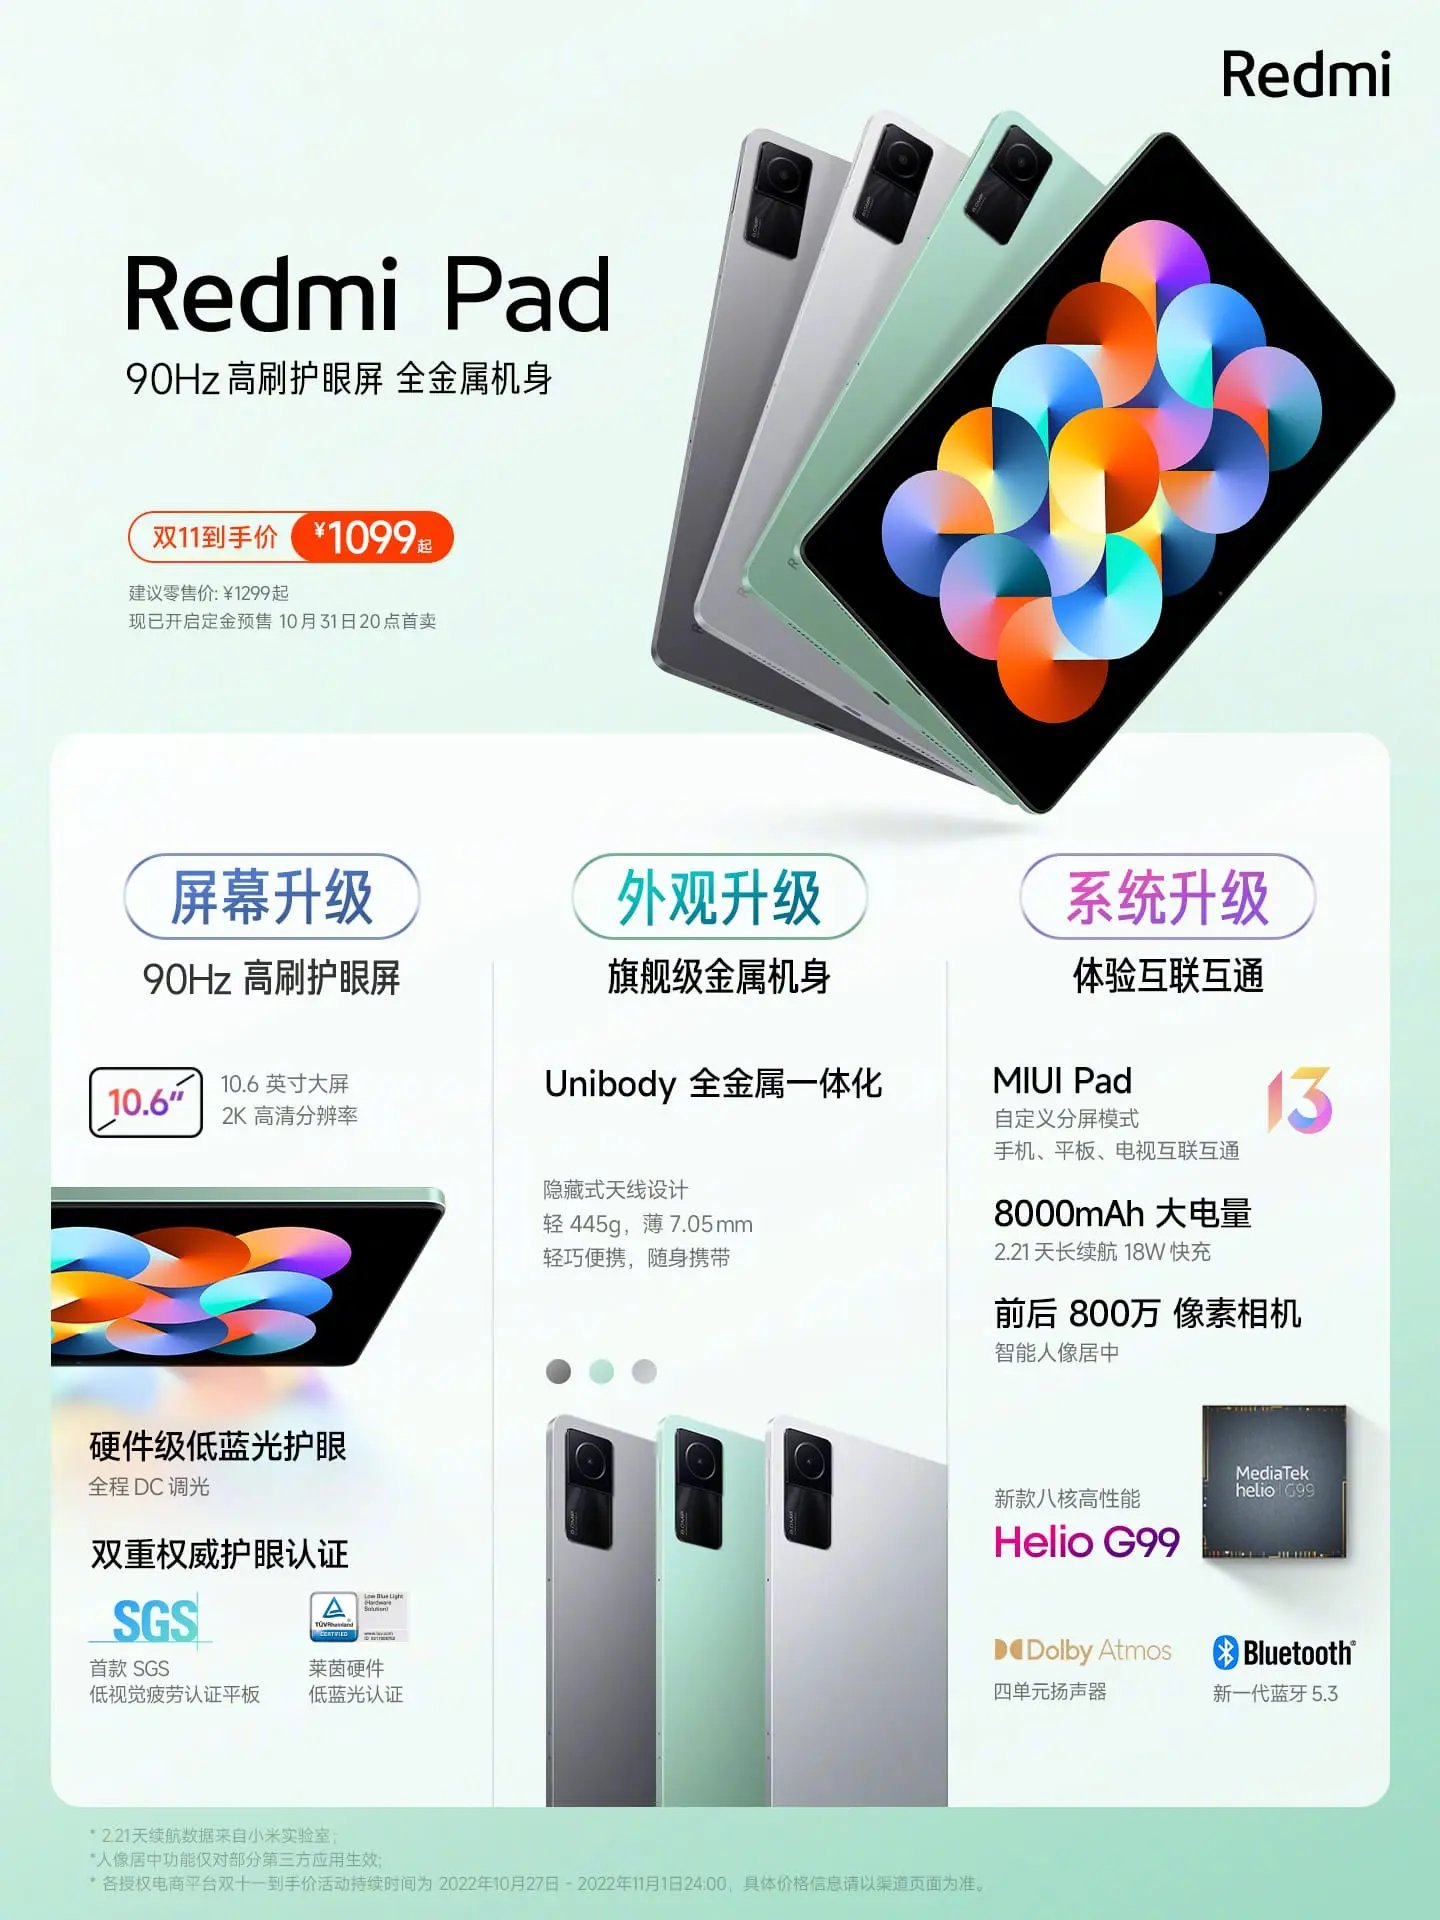 Redmi
Redmi Pad
90Hz 高刷护眼屏 全金属机身
双11到手价 ¥1099起
建议零售价: ¥1299起
现已开启定金预售 10月31日20点首卖
屏幕升级
90Hz 高刷护眼屏
10.6"
10.6 英寸大屏
2K 高清分辨率
硬件级低蓝光护眼
全程 DC 调光
双重权威护眼认证
SGS
首款 SGS
低视觉疲劳认证平板
TÜVRheinland
CERTIFIED
Low Blue Light
(Hardware
Solution)
www.tuv.com
莱茵硬件
低蓝光认证
外观升级
旗舰级金属机身
Unibody 全金属一体化
隐藏式天线设计
轻 445g，薄 7.05mm
轻巧便携，随身携带
系统升级
体验互联互通
MIUI Pad
13
自定义分屏模式
手机、平板、电视互联互通
8000mAh 大电量
2.21 天长续航 18W 快充
前后 800万 像素相机
智能人像居中
新款八核高性能
Helio G99
MediaTek
helio G99
Dolby Atmos
四单元扬声器
Bluetooth®
新一代蓝牙 5.3
* 2.21天续航数据来自小米实验室;
*人像居中功能仅对部分第三方应用生效;
* 各授权电商平台双十一到手价活动持续时间为 2022年10月27日 - 2022年11月1日24:00，具体价格信息请以渠道页面为准。